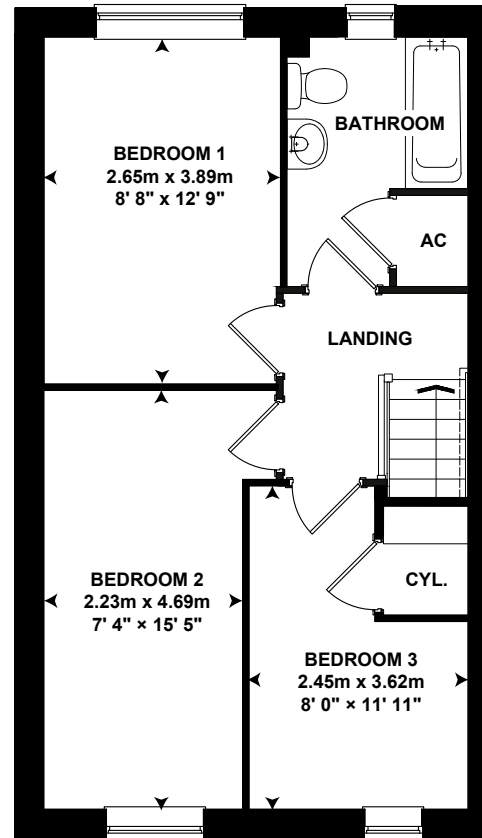 BATHROOM
BEDROOM 1
2.65m x 3.89m
8' 8" x 12' 9"
AC
LANDING
BEDROOM 2
2.23m x 4.69m
7' 4" × 15' 5"
CYL.
BEDROOM 3
2.45m x 3.62m
8' 0" × 11' 11"